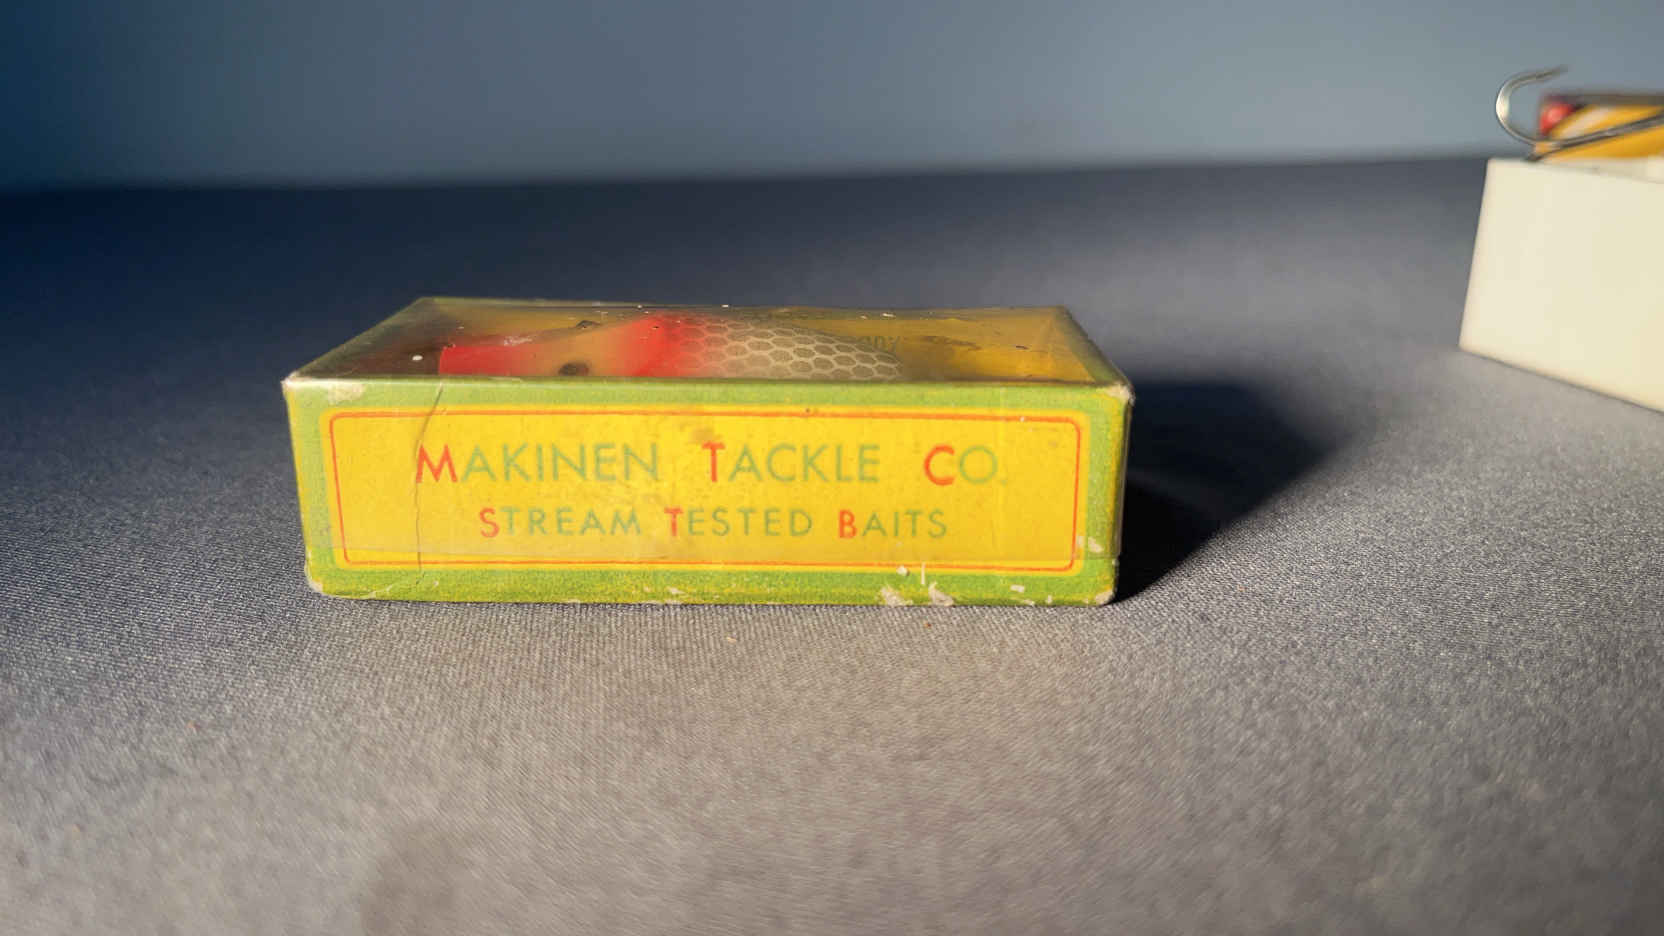 MAKINEN TACKLE CO.
STREAM TESTED BAITS